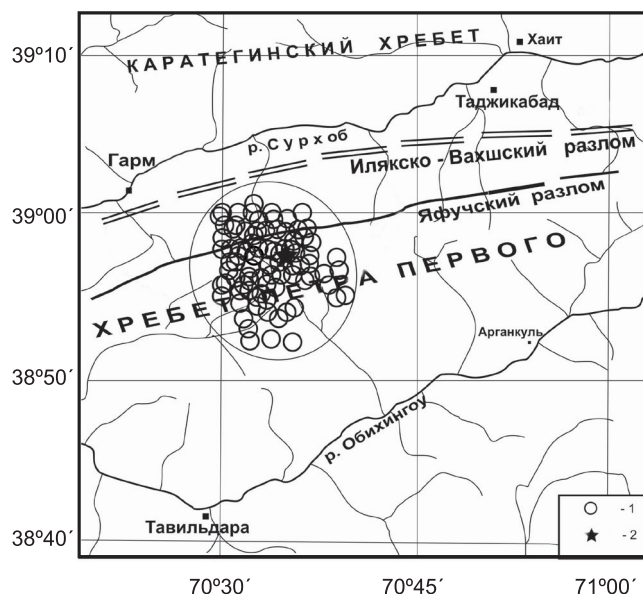 39º10´
КАРАТЕГИНСКИЙ ХРЕБЕТ
Хаит
Таджикабад
р. Сурхоб
Гарм
Илякско - Вахшский разлом
39º00´
Яфучский разлом
ХРЕБЕТ ПЕТРА ПЕРВОГО
Арганкуль
38º50´
р. Обихингоу
Тавильдара
38º40´
- 1
- 2
70º30´
70º45´
71º00´